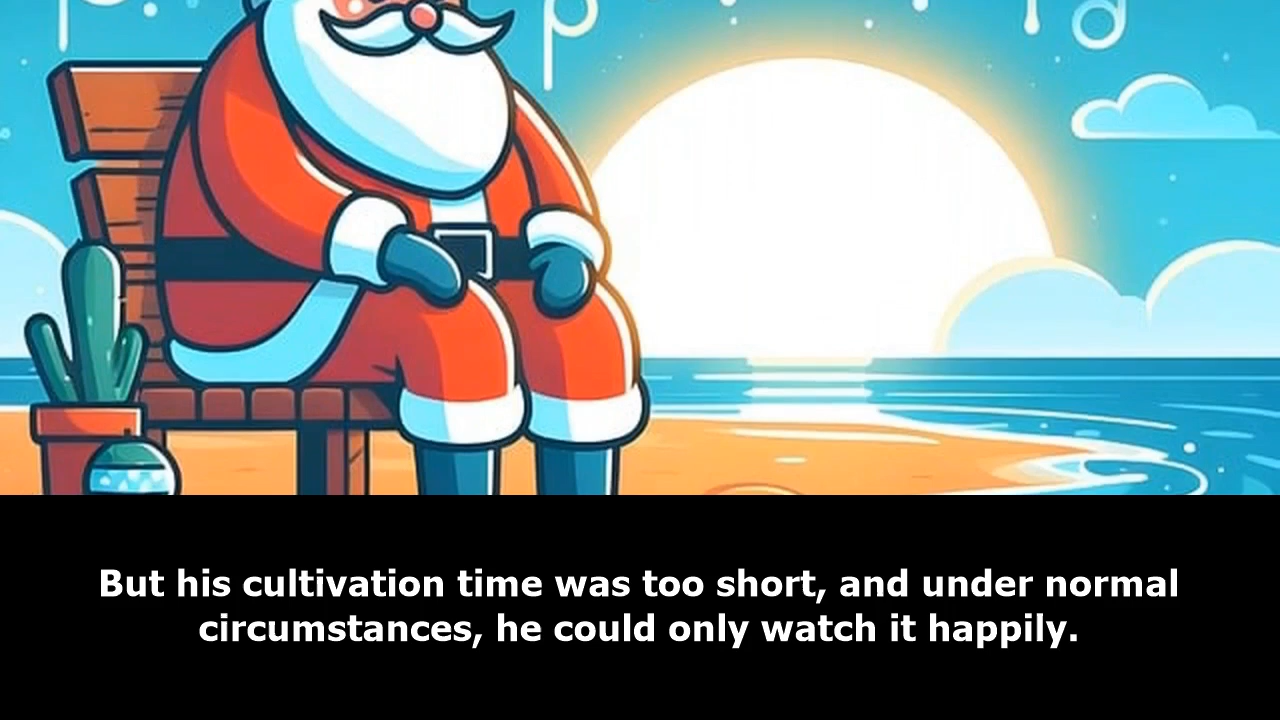 But his cultivation time was too short, and under normal
circumstances, he could only watch it happily.